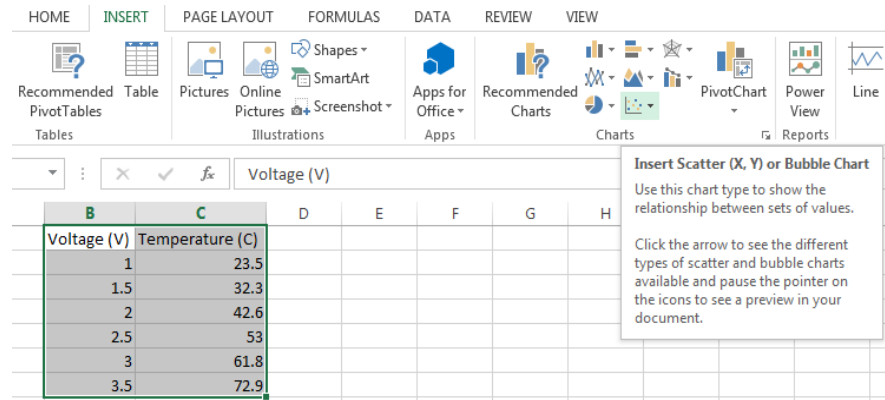 HOME INSERT PAGE LAYOUT FORMULAS DATA REVIEW VIEW
Recommended PivotTables
Table
Tables
Pictures
Online Pictures
Shapes
SmartArt
Screenshot
Illustrations
Apps for Office
Apps
Recommended Charts
PivotChart
Charts
Power View
Reports
Line
fx Voltage (V)
Insert Scatter (X, Y) or Bubble Chart
Use this chart type to show the
relationship between sets of values.
Click the arrow to see the different
types of scatter and bubble charts
available and pause the pointer on
the icons to see a preview in your
document.
B C D E F G H
Voltage (V) Temperature (C)
1 23.5
1.5 32.3
2 42.6
2.5 53
3 61.8
3.5 72.9